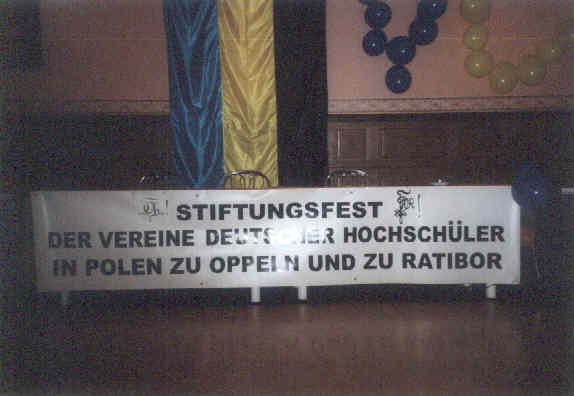 STIFTUNGSFEST
DER VEREINE DEUTSCHER HOCHSCHÜLER
IN POLEN ZU OPPELN UND ZU RATIBOR